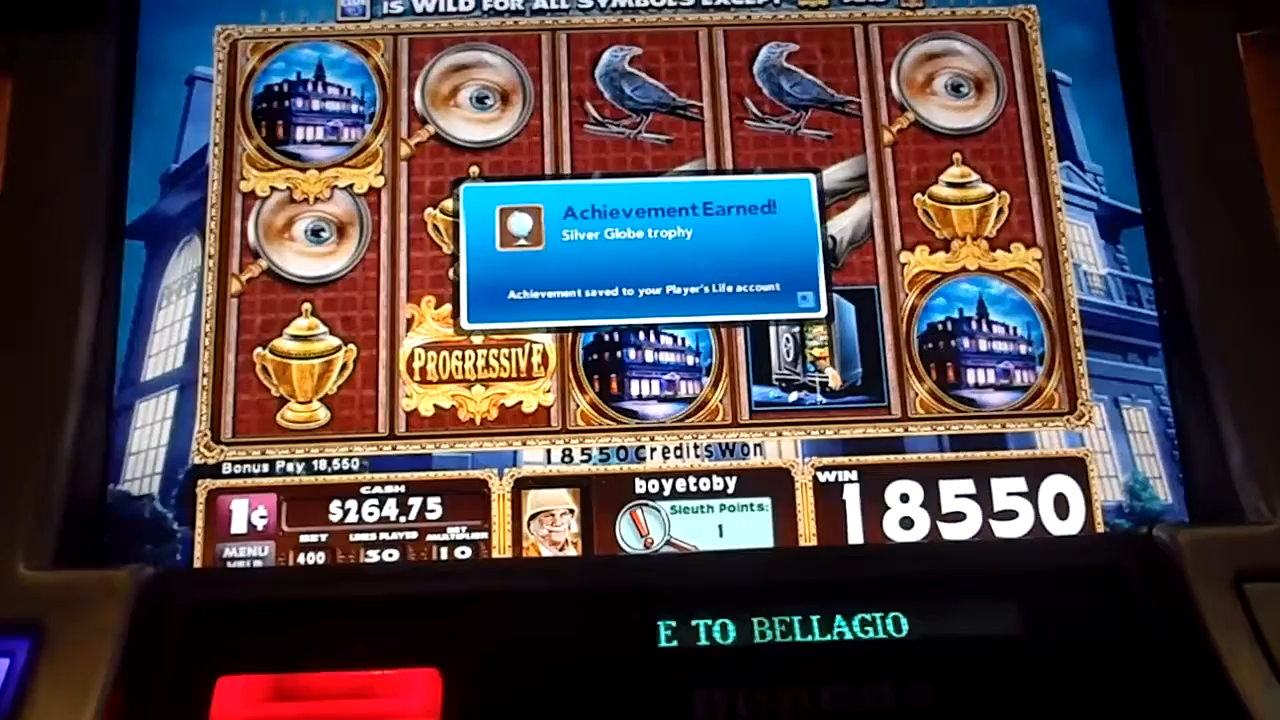 IS WILD FOR ALL SYMBOLS EXCEPT
Achievement Earned!
Silver Globe trophy
Achievement saved to your Player's Life account
PROGRESSIVE
Bonus Pay 18,550
18550 Credits Won
1¢
CASH
$264.75
BET
LINES PLAYED
BET MULTIPLIER
400
30
10
MENU
boyetoby
Sleuth Points:
1
WIN
18550
E TO BELLAGIO